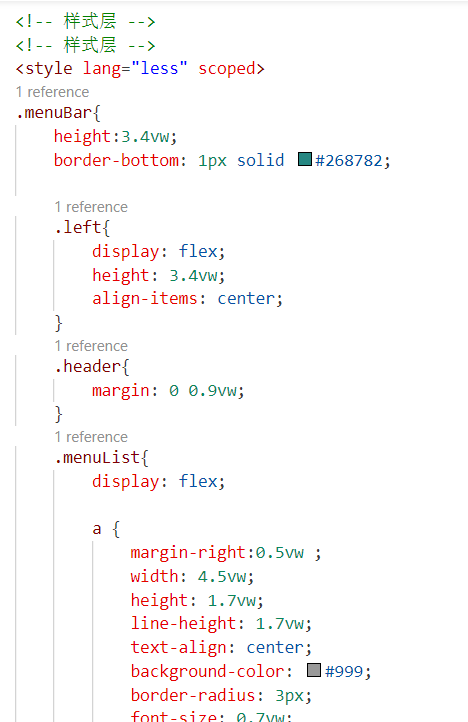 <!-- 样式层 -->
<!-- 样式层 -->
<style lang="less" scoped>
1 reference
.menuBar{
height:3.4vw;
border-bottom: 1px solid #268782;
1 reference
.left{
display: flex;
height: 3.4vw;
align-items: center;
}
1 reference
.header{
margin: 0 0.9vw;
}
1 reference
.menuList{
display: flex;
a {
margin-right:0.5vw ;
width: 4.5vw;
height: 1.7vw;
line-height: 1.7vw;
text-align: center;
background-color: #999;
border-radius: 3px;
font-size: 0.7vw;